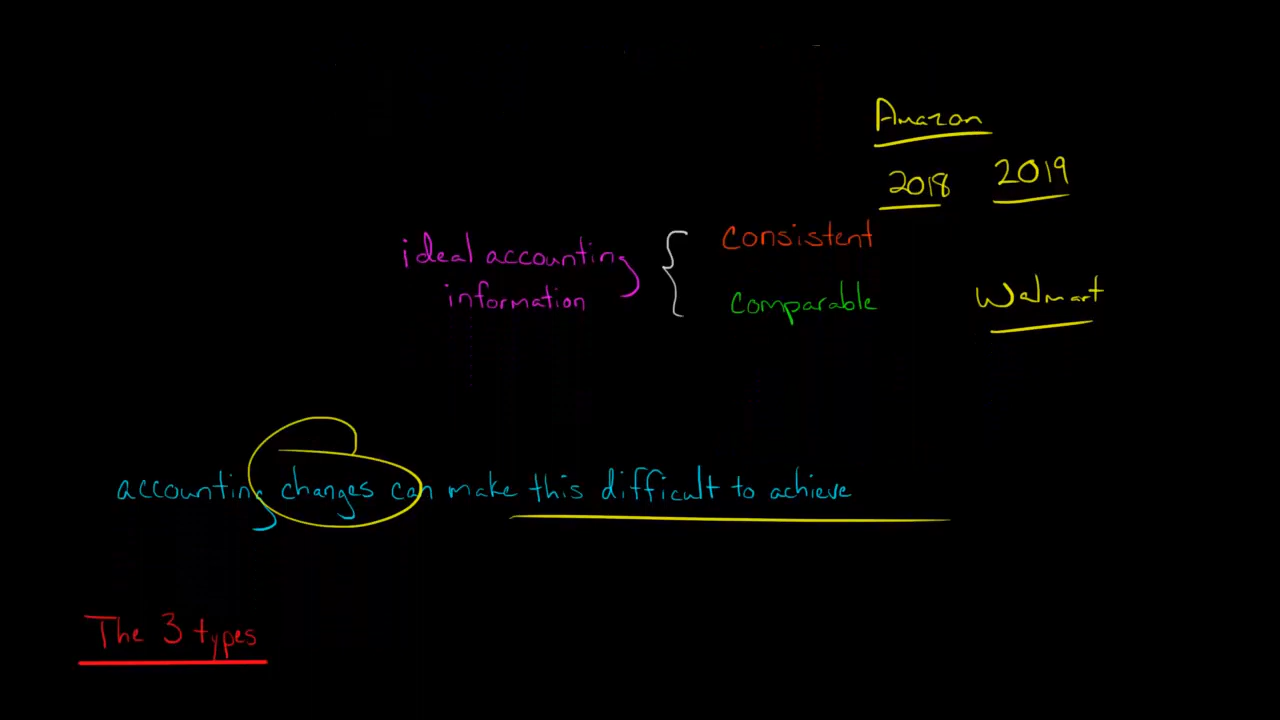 Amazon
2018 2019
ideal accounting
information
consistent
comparable
Walmart
accounting changes can make this difficult to achieve
The 3 types